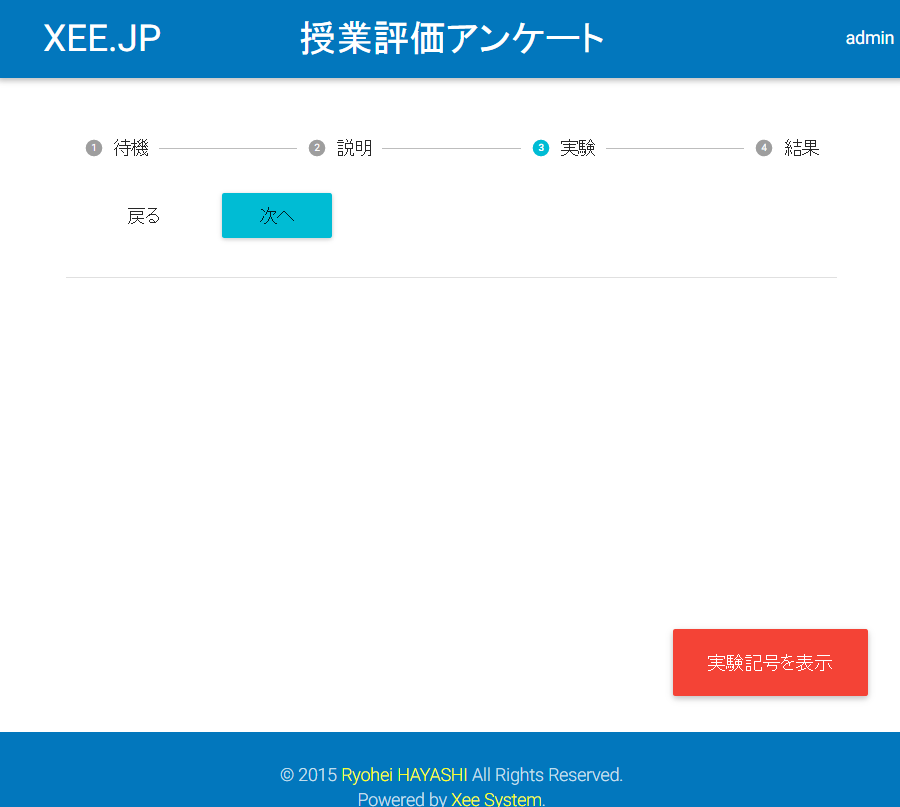 XEE.JP 授業評価アンケート admin
1 待機 2 説明 3 実験 4 結果
戻る 次へ
実験記号を表示
© 2015 Ryohei HAYASHI All Rights Reserved.
Powered by Xee System.